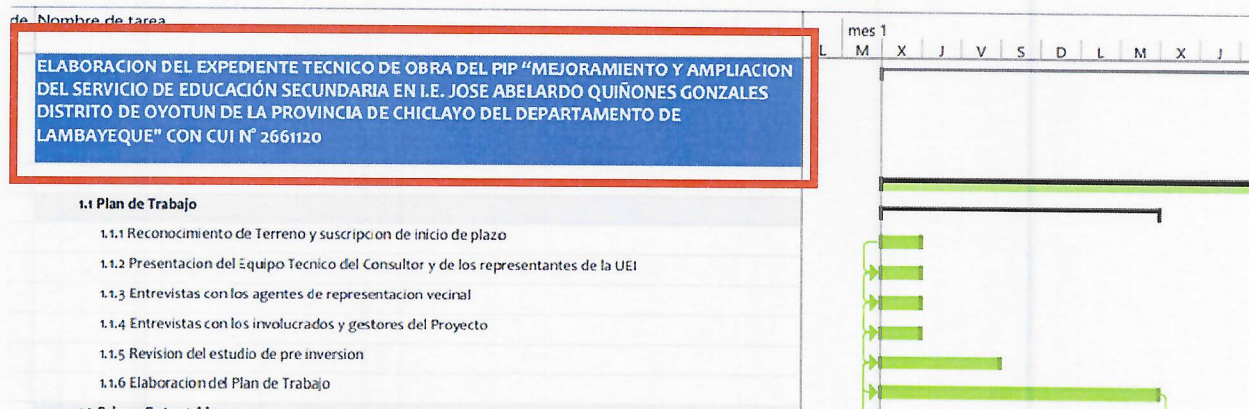 de Nombre de tarea
mes 1
L M X J V S D L M X J
ELABORACION DEL EXPEDIENTE TECNICO DE OBRA DEL PIP "MEJORAMIENTO Y AMPLIACION
DEL SERVICIO DE EDUCACIÓN SECUNDARIA EN I.E. JOSE ABELARDO QUIÑONES GONZALES
DISTRITO DE OYOTUN DE LA PROVINCIA DE CHICLAYO DEL DEPARTAMENTO DE
LAMBAYEQUE" CON CUI N° 2661120
1.1 Plan de Trabajo
1.1.1 Reconocimiento de Terreno y suscripcion de inicio de plazo
1.1.2 Presentacion del Equipo Tecnico del Consultor y de los representantes de la UEI
1.1.3 Entrevistas con los agentes de representacion vecinal
1.1.4 Entrevistas con los involucrados y gestores del Proyecto
1.1.5 Revision del estudio de pre inversion
1.1.6 Elaboracion del Plan de Trabajo